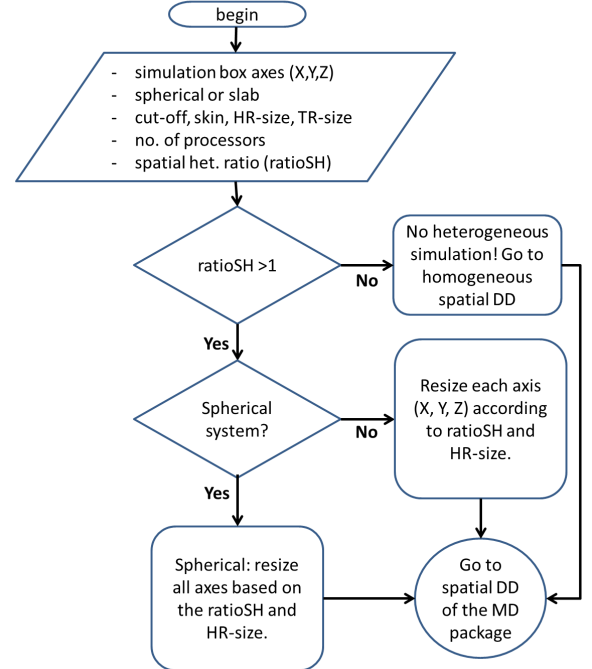 begin
- simulation box axes (X,Y,Z)
- spherical or slab
- cut-off, skin, HR-size, TR-size
- no. of processors
- spatial het. ratio (ratioSH)
ratioSH >1
No
No heterogeneous
simulation! Go to
homogeneous
spatial DD
Yes
Spherical
system?
No
Resize each axis
(X, Y, Z) according
to ratioSH and
HR-size.
Yes
Spherical: resize
all axes based on
the ratioSH and
HR-size.
Go to
spatial DD
of the MD
package